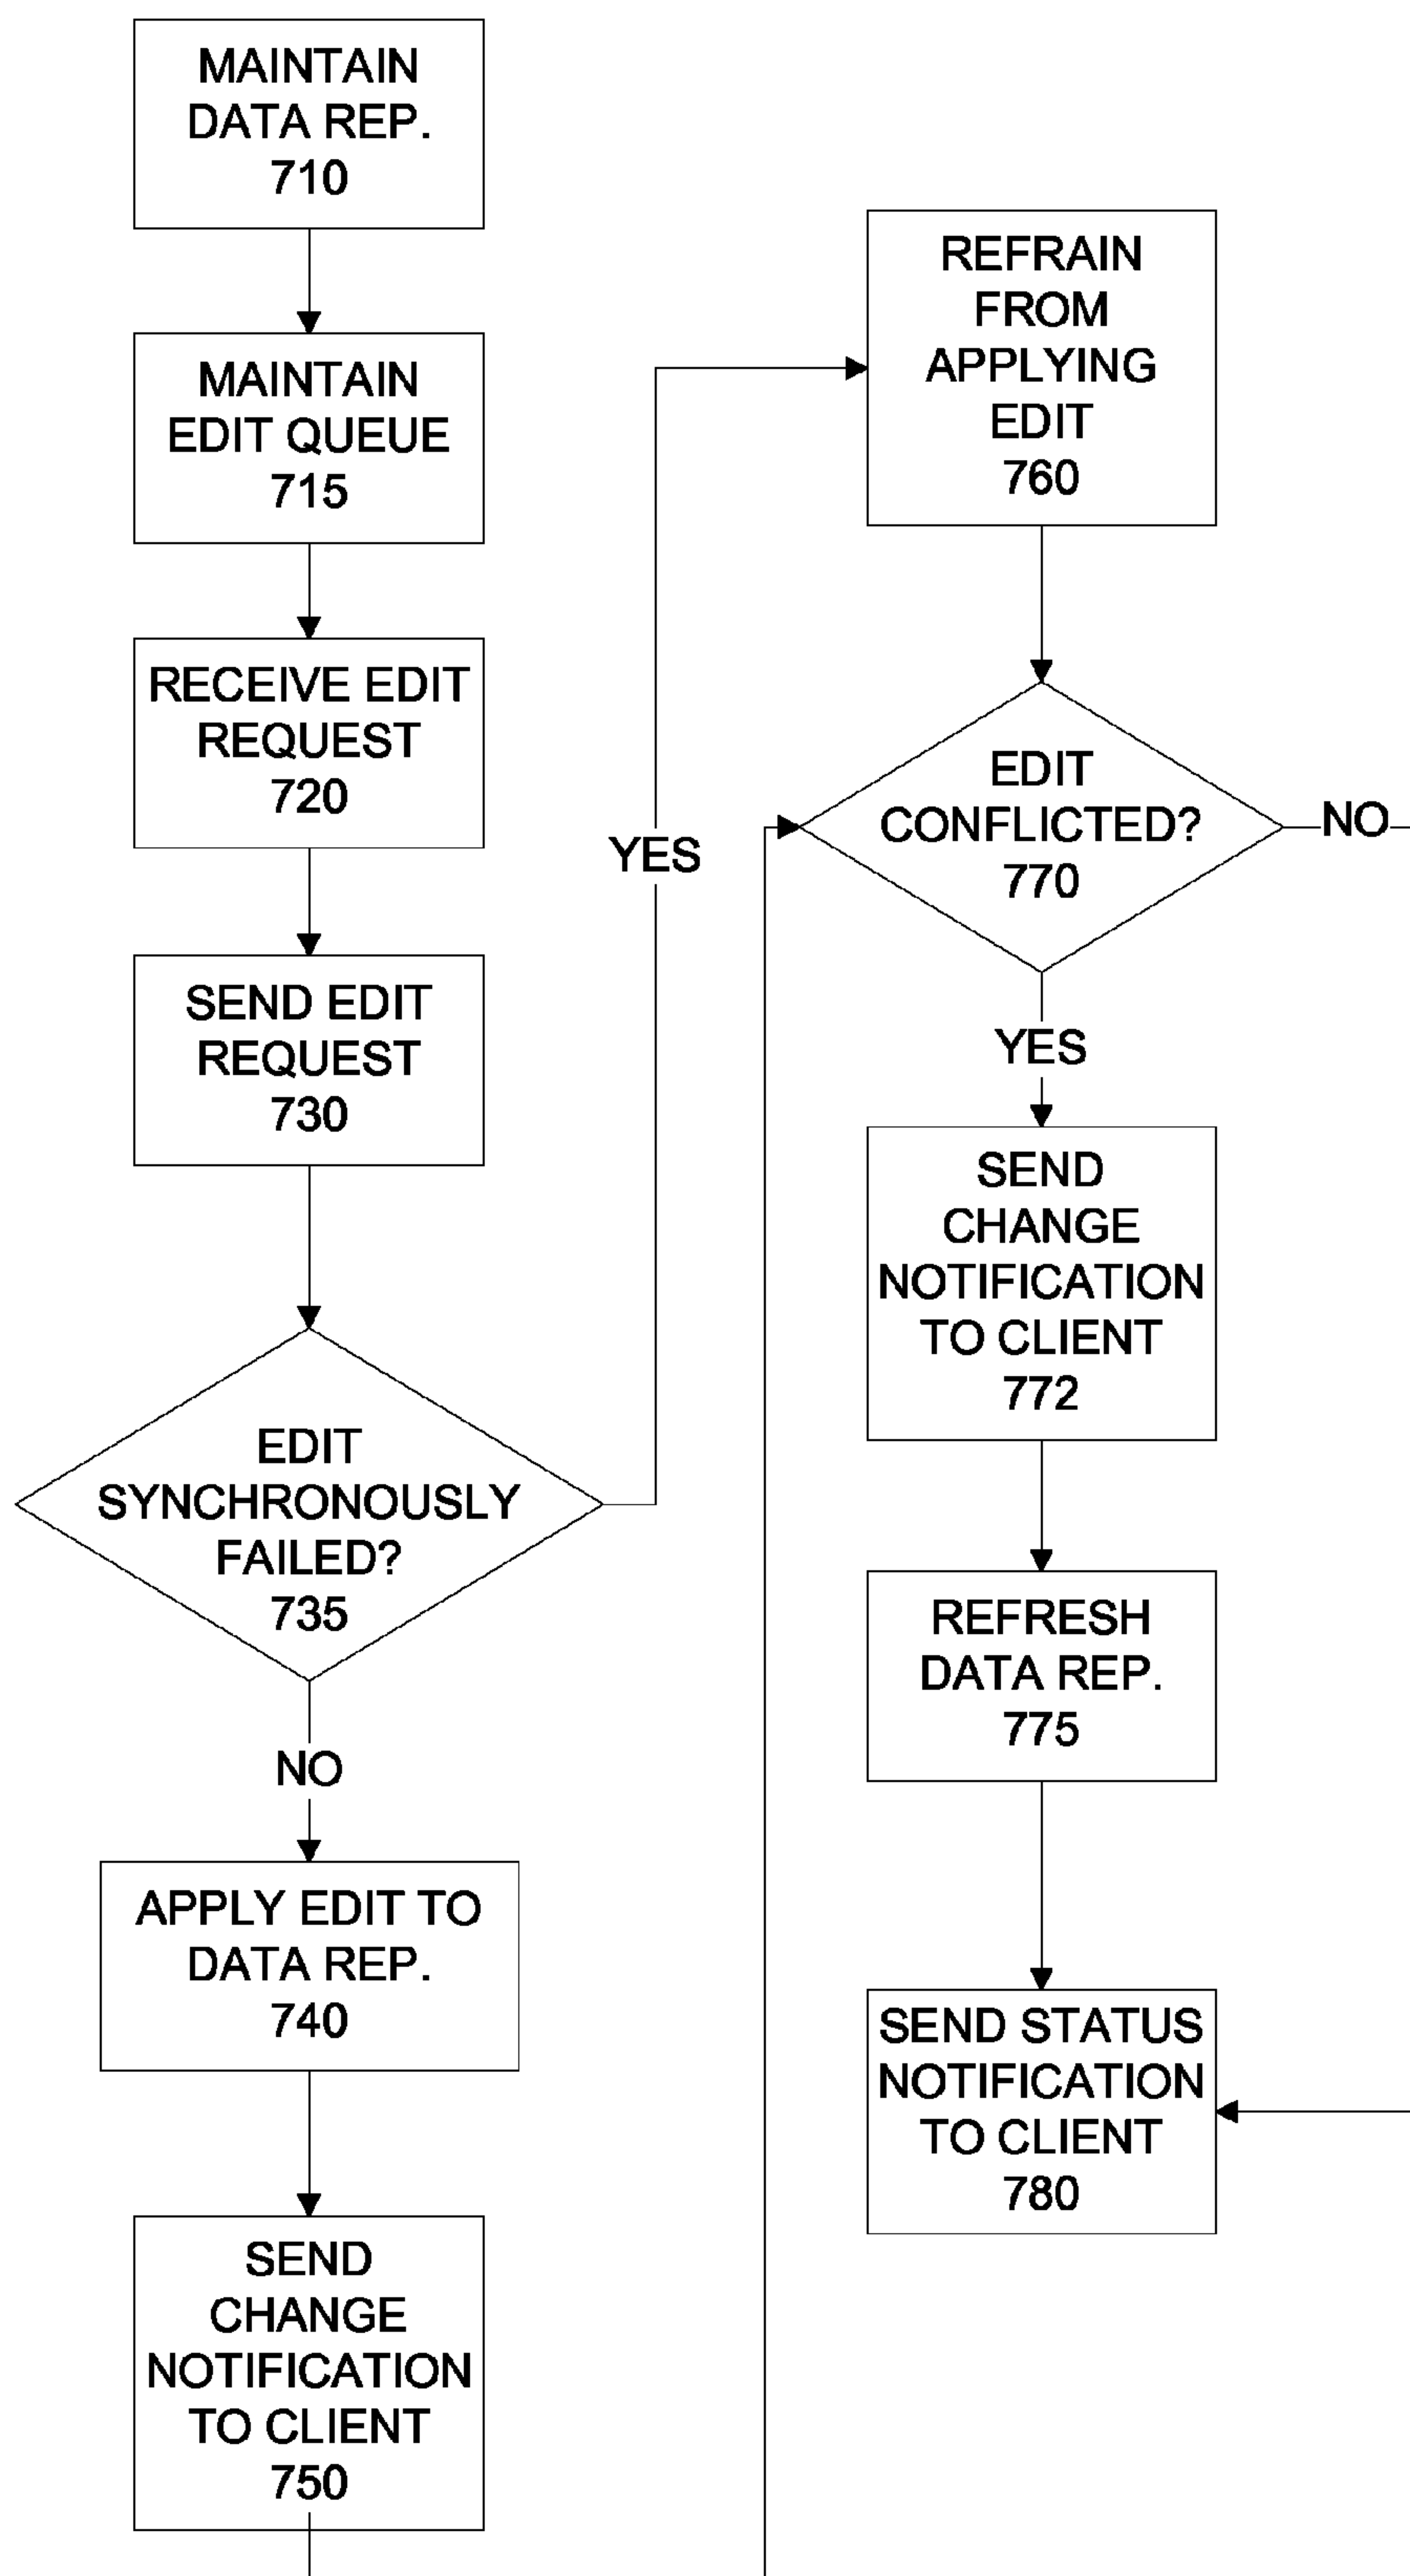 MAINTAIN
DATA REP.
710
MAINTAIN
EDIT QUEUE
715
RECEIVE EDIT
REQUEST
720
SEND EDIT
REQUEST
730
EDIT
SYNCHRONOUSLY
FAILED?
735
NO
APPLY EDIT TO
DATA REP.
740
SEND
CHANGE
NOTIFICATION
TO CLIENT
750
YES
REFRAIN
FROM
APPLYING
EDIT
760
EDIT
CONFLICTED?
770
NO
YES
SEND
CHANGE
NOTIFICATION
TO CLIENT
772
REFRESH
DATA REP.
775
SEND STATUS
NOTIFICATION
TO CLIENT
780